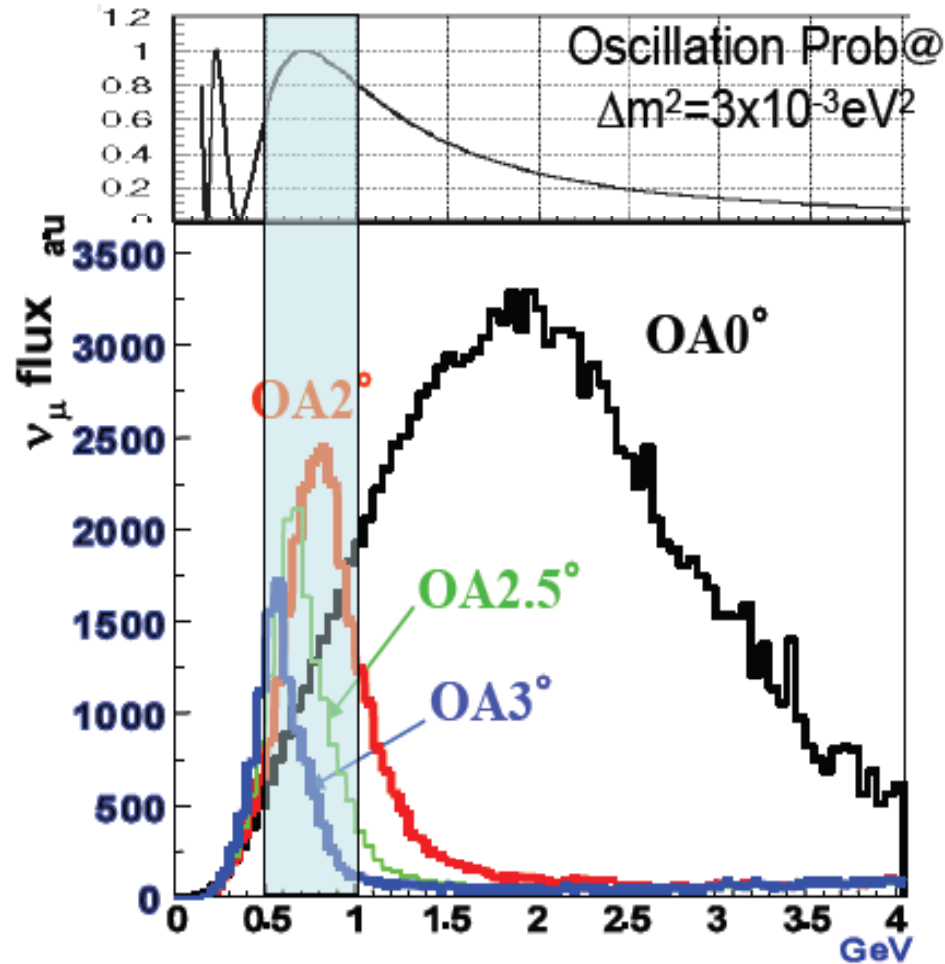 1.2
1
0.8
0.6
0.4
0.2
0
Oscillation Prob@
Δm²=3x10⁻³eV²
νμ flux a.u
3500
3000
2500
2000
1500
1000
500
0
OA0°
OA2°
OA2.5°
OA3°
0 0.5 1 1.5 2 2.5 3 3.5 4
GeV